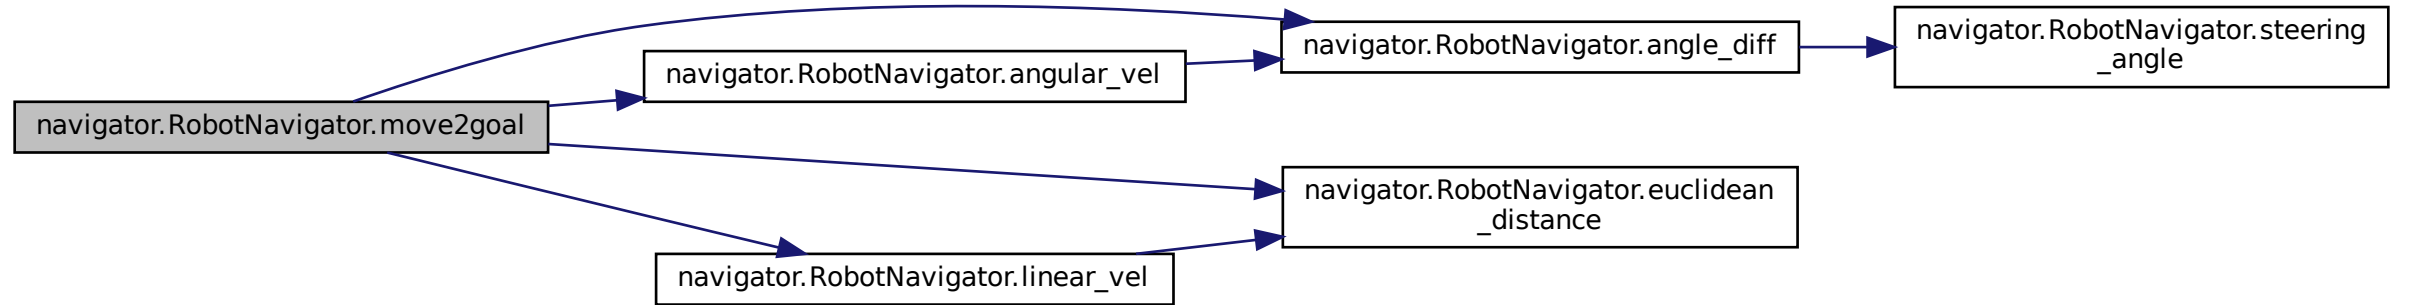 navigator.RobotNavigator.move2goal
navigator.RobotNavigator.angular_vel
navigator.RobotNavigator.angle_diff
navigator.RobotNavigator.steering
_angle
navigator.RobotNavigator.euclidean
_distance
navigator.RobotNavigator.linear_vel